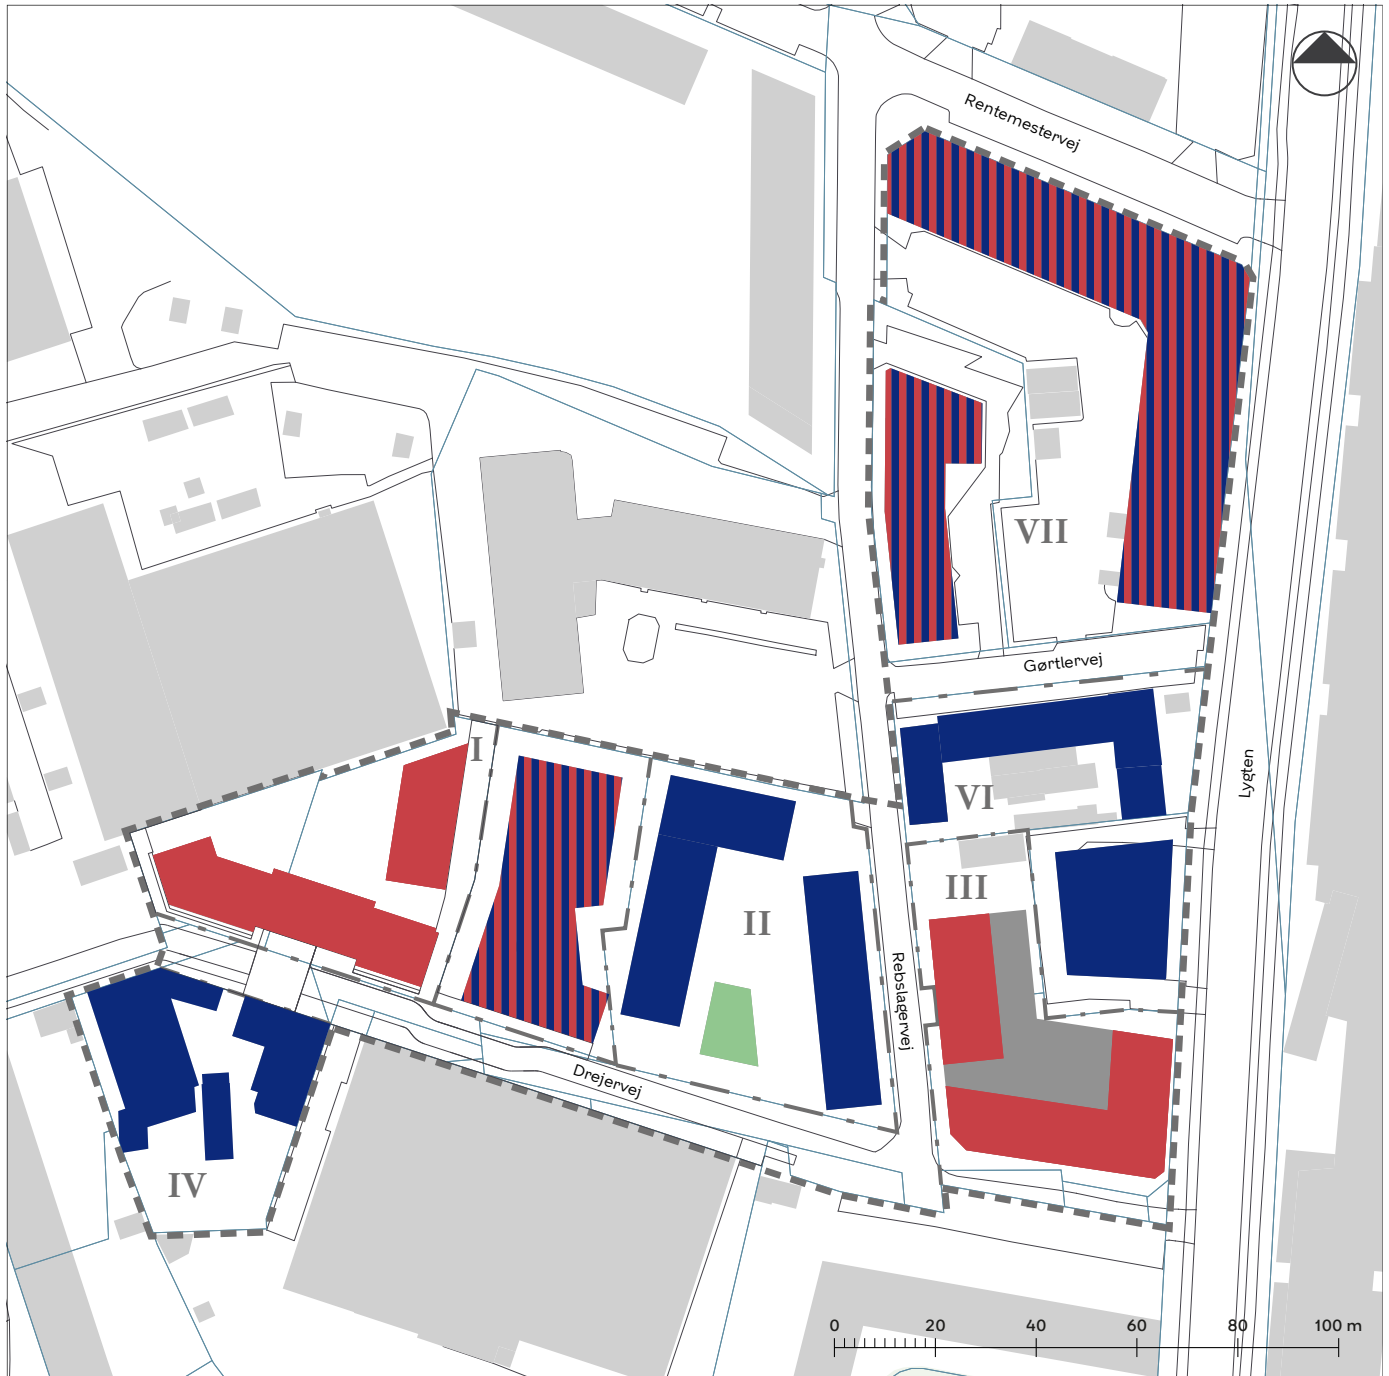 Rentemestervej
VII
Gørtlervej
I
VI
Lygten
III
II
Rebslagervej
Drejervej
IV
0 20 40 60 80 100 m